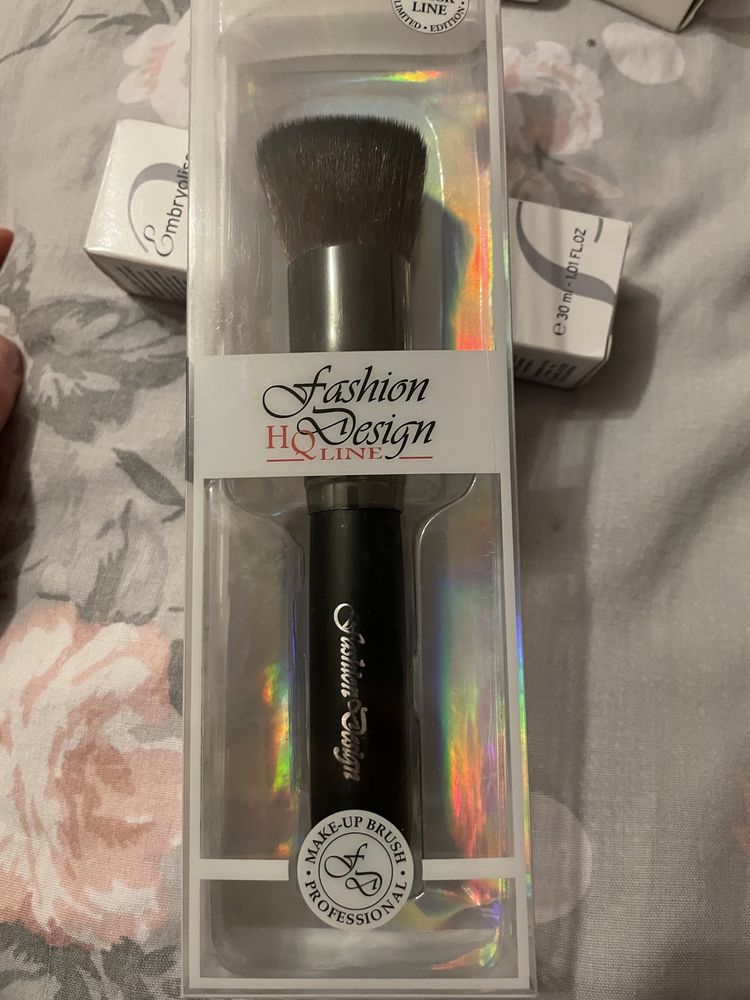 LINE
LIMITED • EDITION •
Embryolisse
℮ 30 ml - 1.01 FL.OZ
Fashion
Design
HQ LINE
Fashion Design
• MAKE-UP BRUSH •
PROFESSIONAL
FD